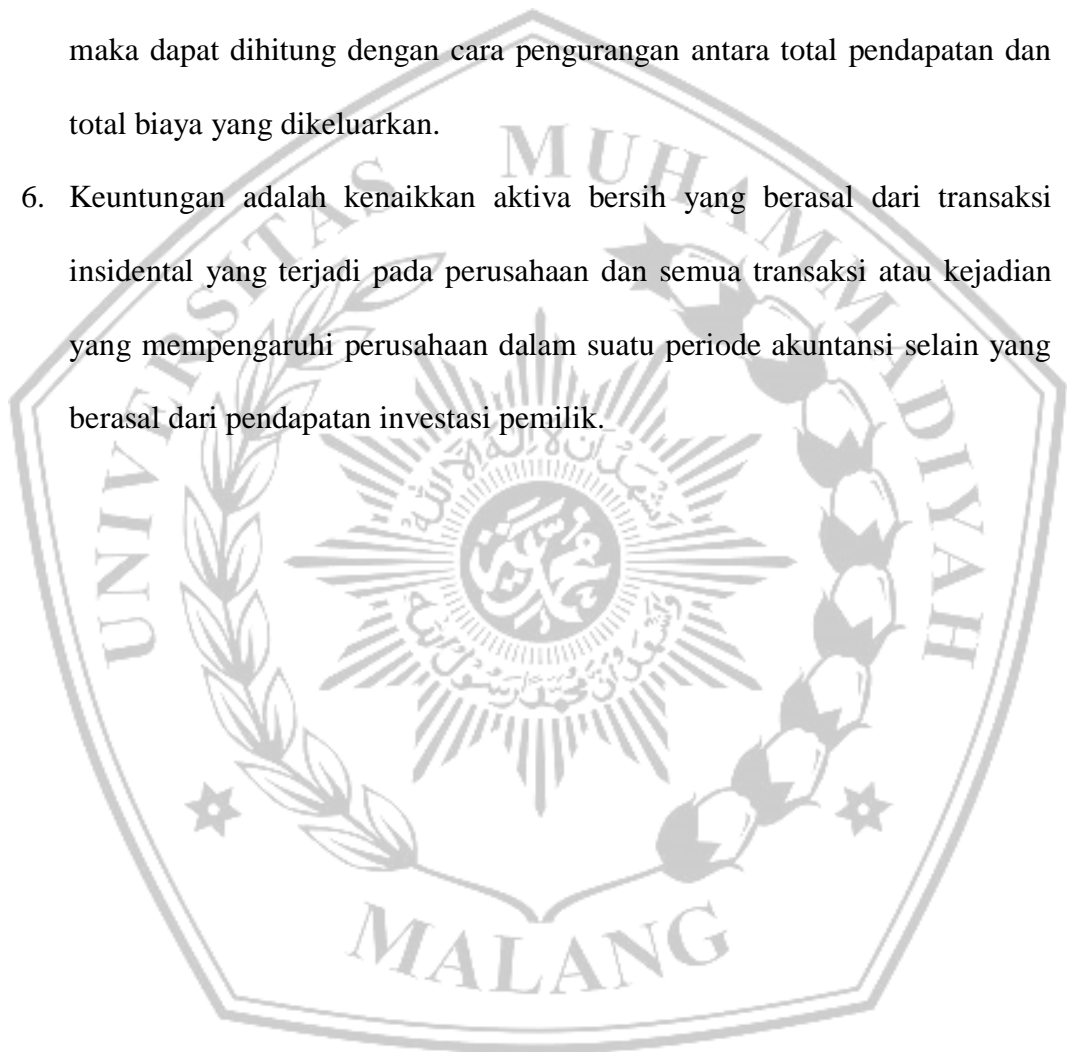 maka dapat dihitung dengan cara pengurangan antara total pendapatan dan
total biaya yang dikeluarkan.
6. Keuntungan adalah kenaikkan aktiva bersih yang berasal dari transaksi
insidental yang terjadi pada perusahaan dan semua transaksi atau kejadian
yang mempengaruhi perusahaan dalam suatu periode akuntansi selain yang
berasal dari pendapatan investasi pemilik.
UNIVERSITAS MUHAMMADIYAH
MALANG